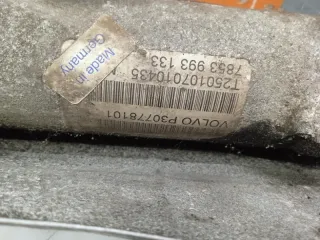 VOLVO P30778101
T25010701043S
7853 993 133
Made in
Germany